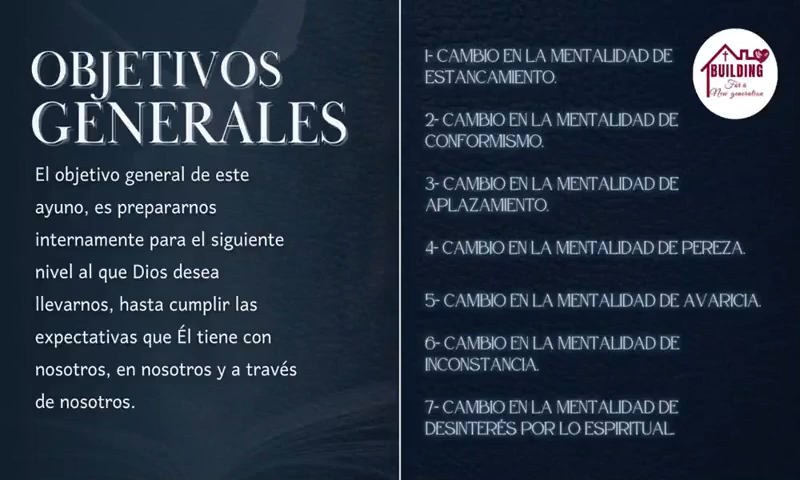 OBJETIVOS
GENERALES
El objetivo general de este
ayuno, es prepararnos
internamente para el siguiente
nivel al que Dios desea
llevarnos, hasta cumplir las
expectativas que Él tiene con
nosotros, en nosotros y a través
de nosotros.
1- CAMBIO EN LA MENTALIDAD DE
ESTANCAMIENTO.
2- CAMBIO EN LA MENTALIDAD DE
CONFORMISMO.
3- CAMBIO EN LA MENTALIDAD DE
APLAZAMIENTO.
4- CAMBIO EN LA MENTALIDAD DE PEREZA.
5- CAMBIO EN LA MENTALIDAD DE AVARICIA.
6- CAMBIO EN LA MENTALIDAD DE
INCONSTANCIA.
7- CAMBIO EN LA MENTALIDAD DE
DESINTERÉS POR LO ESPIRITUAL.
BUILDING
For a
New generation